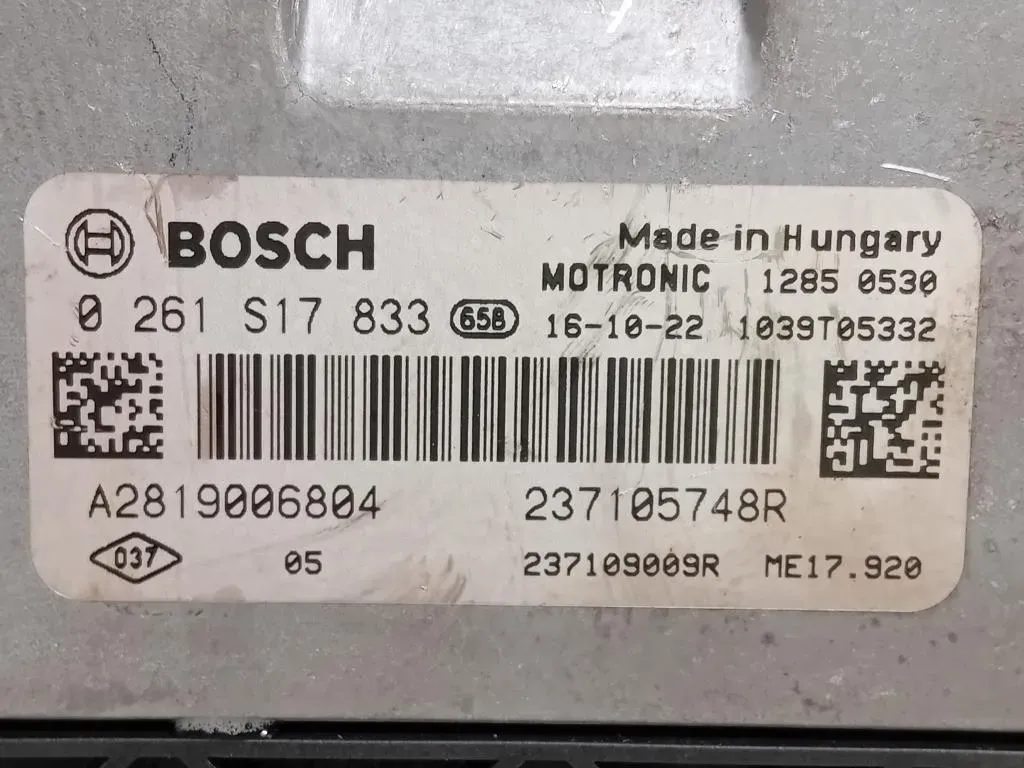 BOSCH
Made in Hungary
MOTRONIC 1285 0530
0 261 S17 833 658 16-10-22 1039T05332
A2819006804 237105748R
037 05 237109009R ME17.920